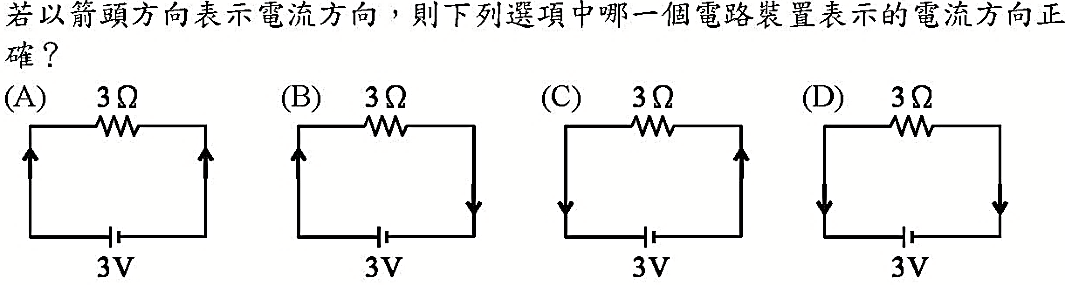 若以箭頭方向表示電流方向，則下列選項中哪一個電路裝置表示的電流方向正
確？
(A) 3Ω (B) 3Ω (C) 3Ω (D) 3Ω
3V 3V 3V 3V